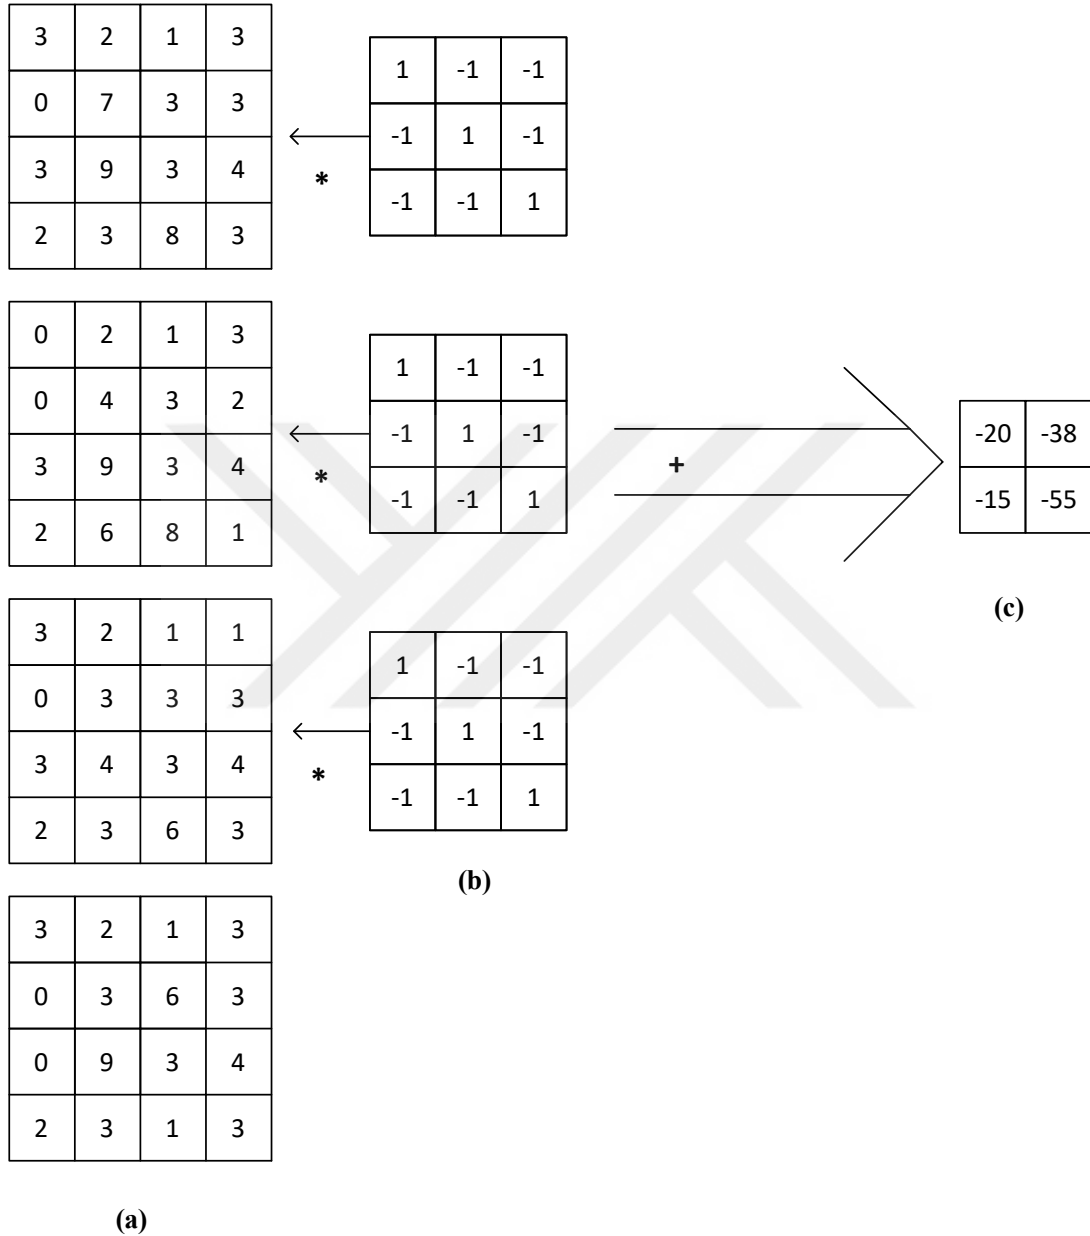 3 2 1 3
0 7 3 3
3 9 3 4
2 3 8 3
1 -1 -1
-1 1 -1
-1 -1 1
*
0 2 1 3
0 4 3 2
3 9 3 4
2 6 8 1
1 -1 -1
-1 1 -1
-1 -1 1
*
3 2 1 1
0 3 3 3
3 4 3 4
2 3 6 3
1 -1 -1
-1 1 -1
-1 -1 1
*
(b)
3 2 1 3
0 3 6 3
0 9 3 4
2 3 1 3
(a)
+
-20 -38
-15 -55
(c)